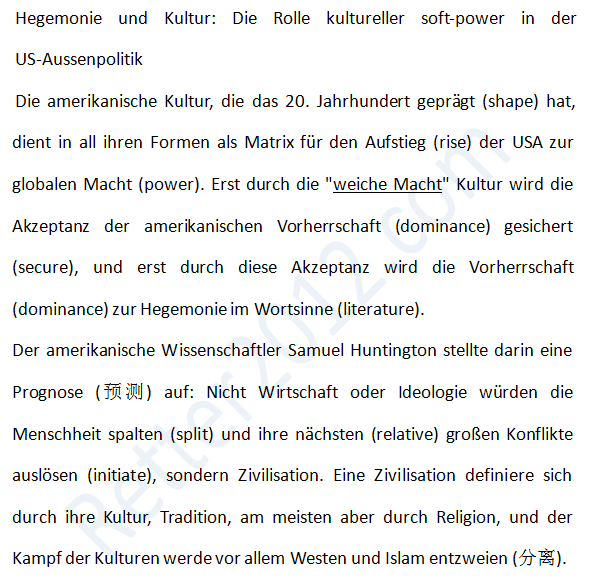 Hegemonie und Kultur: Die Rolle kultureller soft-power in der
US-Aussenpolitik
Die amerikanische Kultur, die das 20. Jahrhundert geprägt (shape) hat,
dient in all ihren Formen als Matrix für den Aufstieg (rise) der USA zur
globalen Macht (power). Erst durch die "weiche Macht" Kultur wird die
Akzeptanz der amerikanischen Vorherrschaft (dominance) gesichert
(secure), und erst durch diese Akzeptanz wird die Vorherrschaft
(dominance) zur Hegemonie im Wortsinne (literature).
Der amerikanische Wissenschaftler Samuel Huntington stellte darin eine
Prognose (预测) auf: Nicht Wirtschaft oder Ideologie würden die
Menschheit spalten (split) und ihre nächsten (relative) großen Konflikte
auslösen (initiate), sondern Zivilisation. Eine Zivilisation definiere sich
durch ihre Kultur, Tradition, am meisten aber durch Religion, und der
Kampf der Kulturen werde vor allem Westen und Islam entzweien (分离).
Retter2012.com